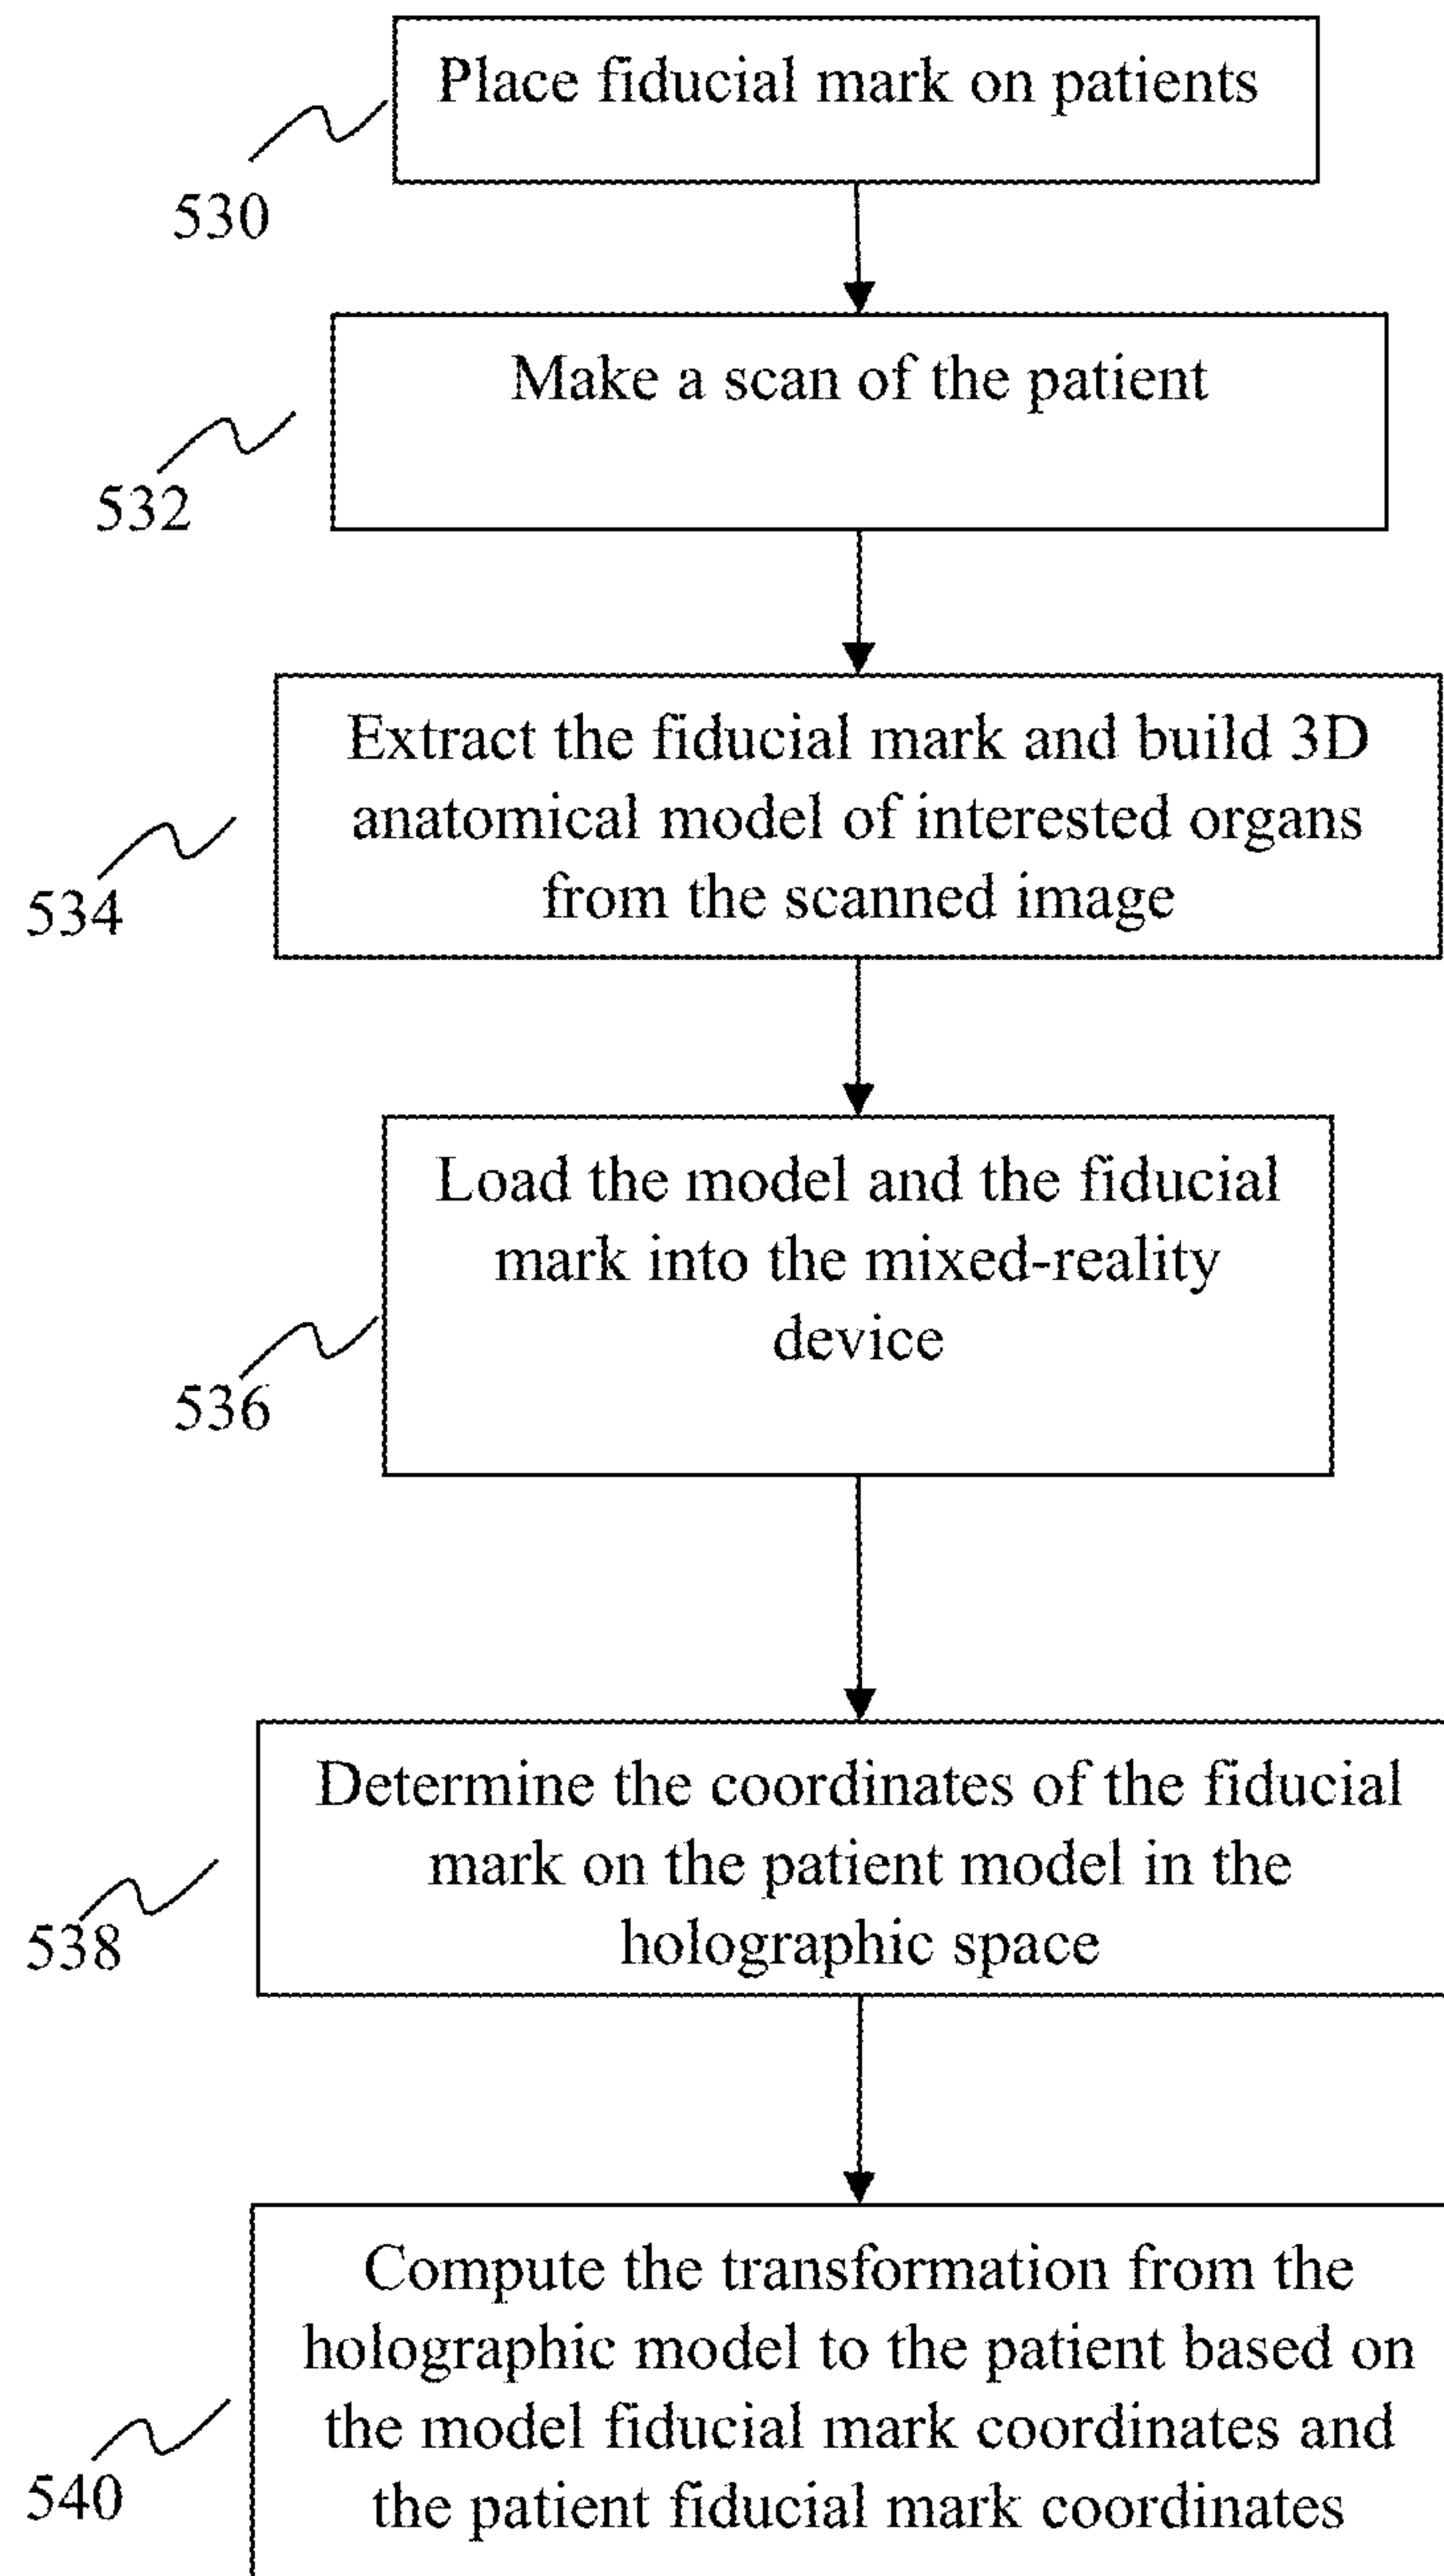 Place fiducial mark on patients
530
Make a scan of the patient
532
Extract the fiducial mark and build 3D
anatomical model of interested organs
from the scanned image
534
Load the model and the fiducial
mark into the mixed-reality
device
536
Determine the coordinates of the fiducial
mark on the patient model in the
holographic space
538
Compute the transformation from the
holographic model to the patient based on
the model fiducial mark coordinates and
the patient fiducial mark coordinates
540